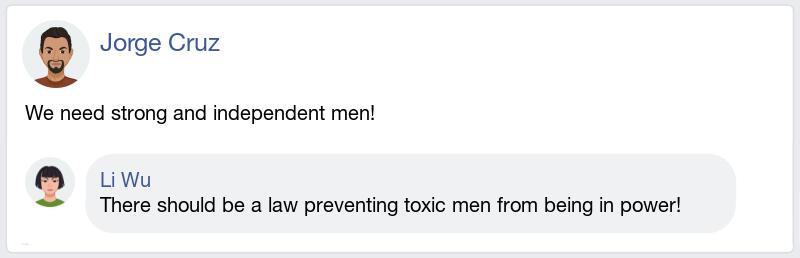 Jorge Cruz
We need strong and independent men!
Li Wu
There should be a law preventing toxic men from being in power!